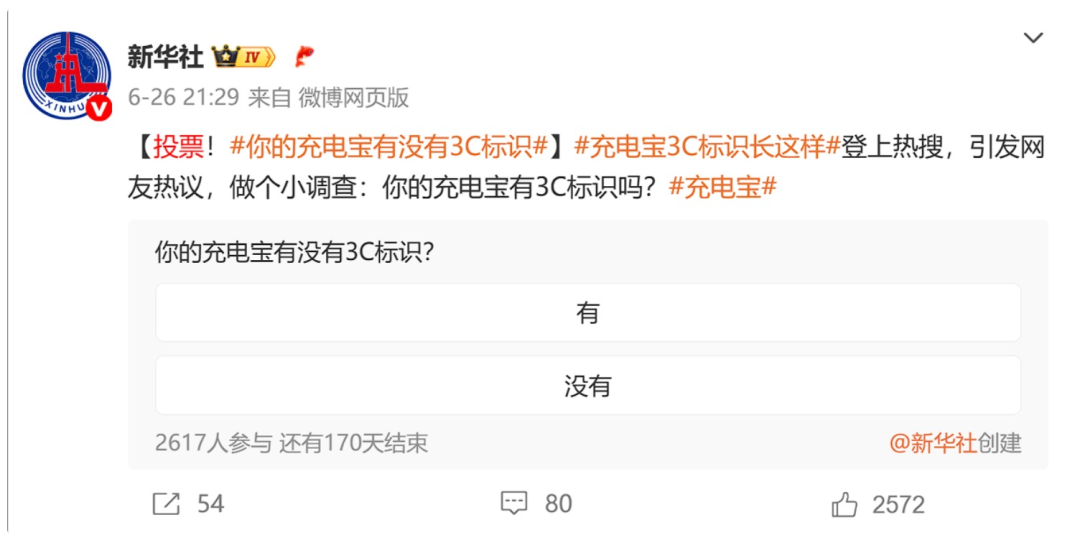 新华社 IV
6-26 21:29 来自 微博网页版
【投票！#你的充电宝有没有3C标识#】#充电宝3C标识长这样#登上热搜，引发网
友热议，做个小调查：你的充电宝有3C标识吗？#充电宝#
你的充电宝有没有3C标识？
有
没有
2617人参与 还有170天结束 @新华社创建
54 80 2572
XINHU
V